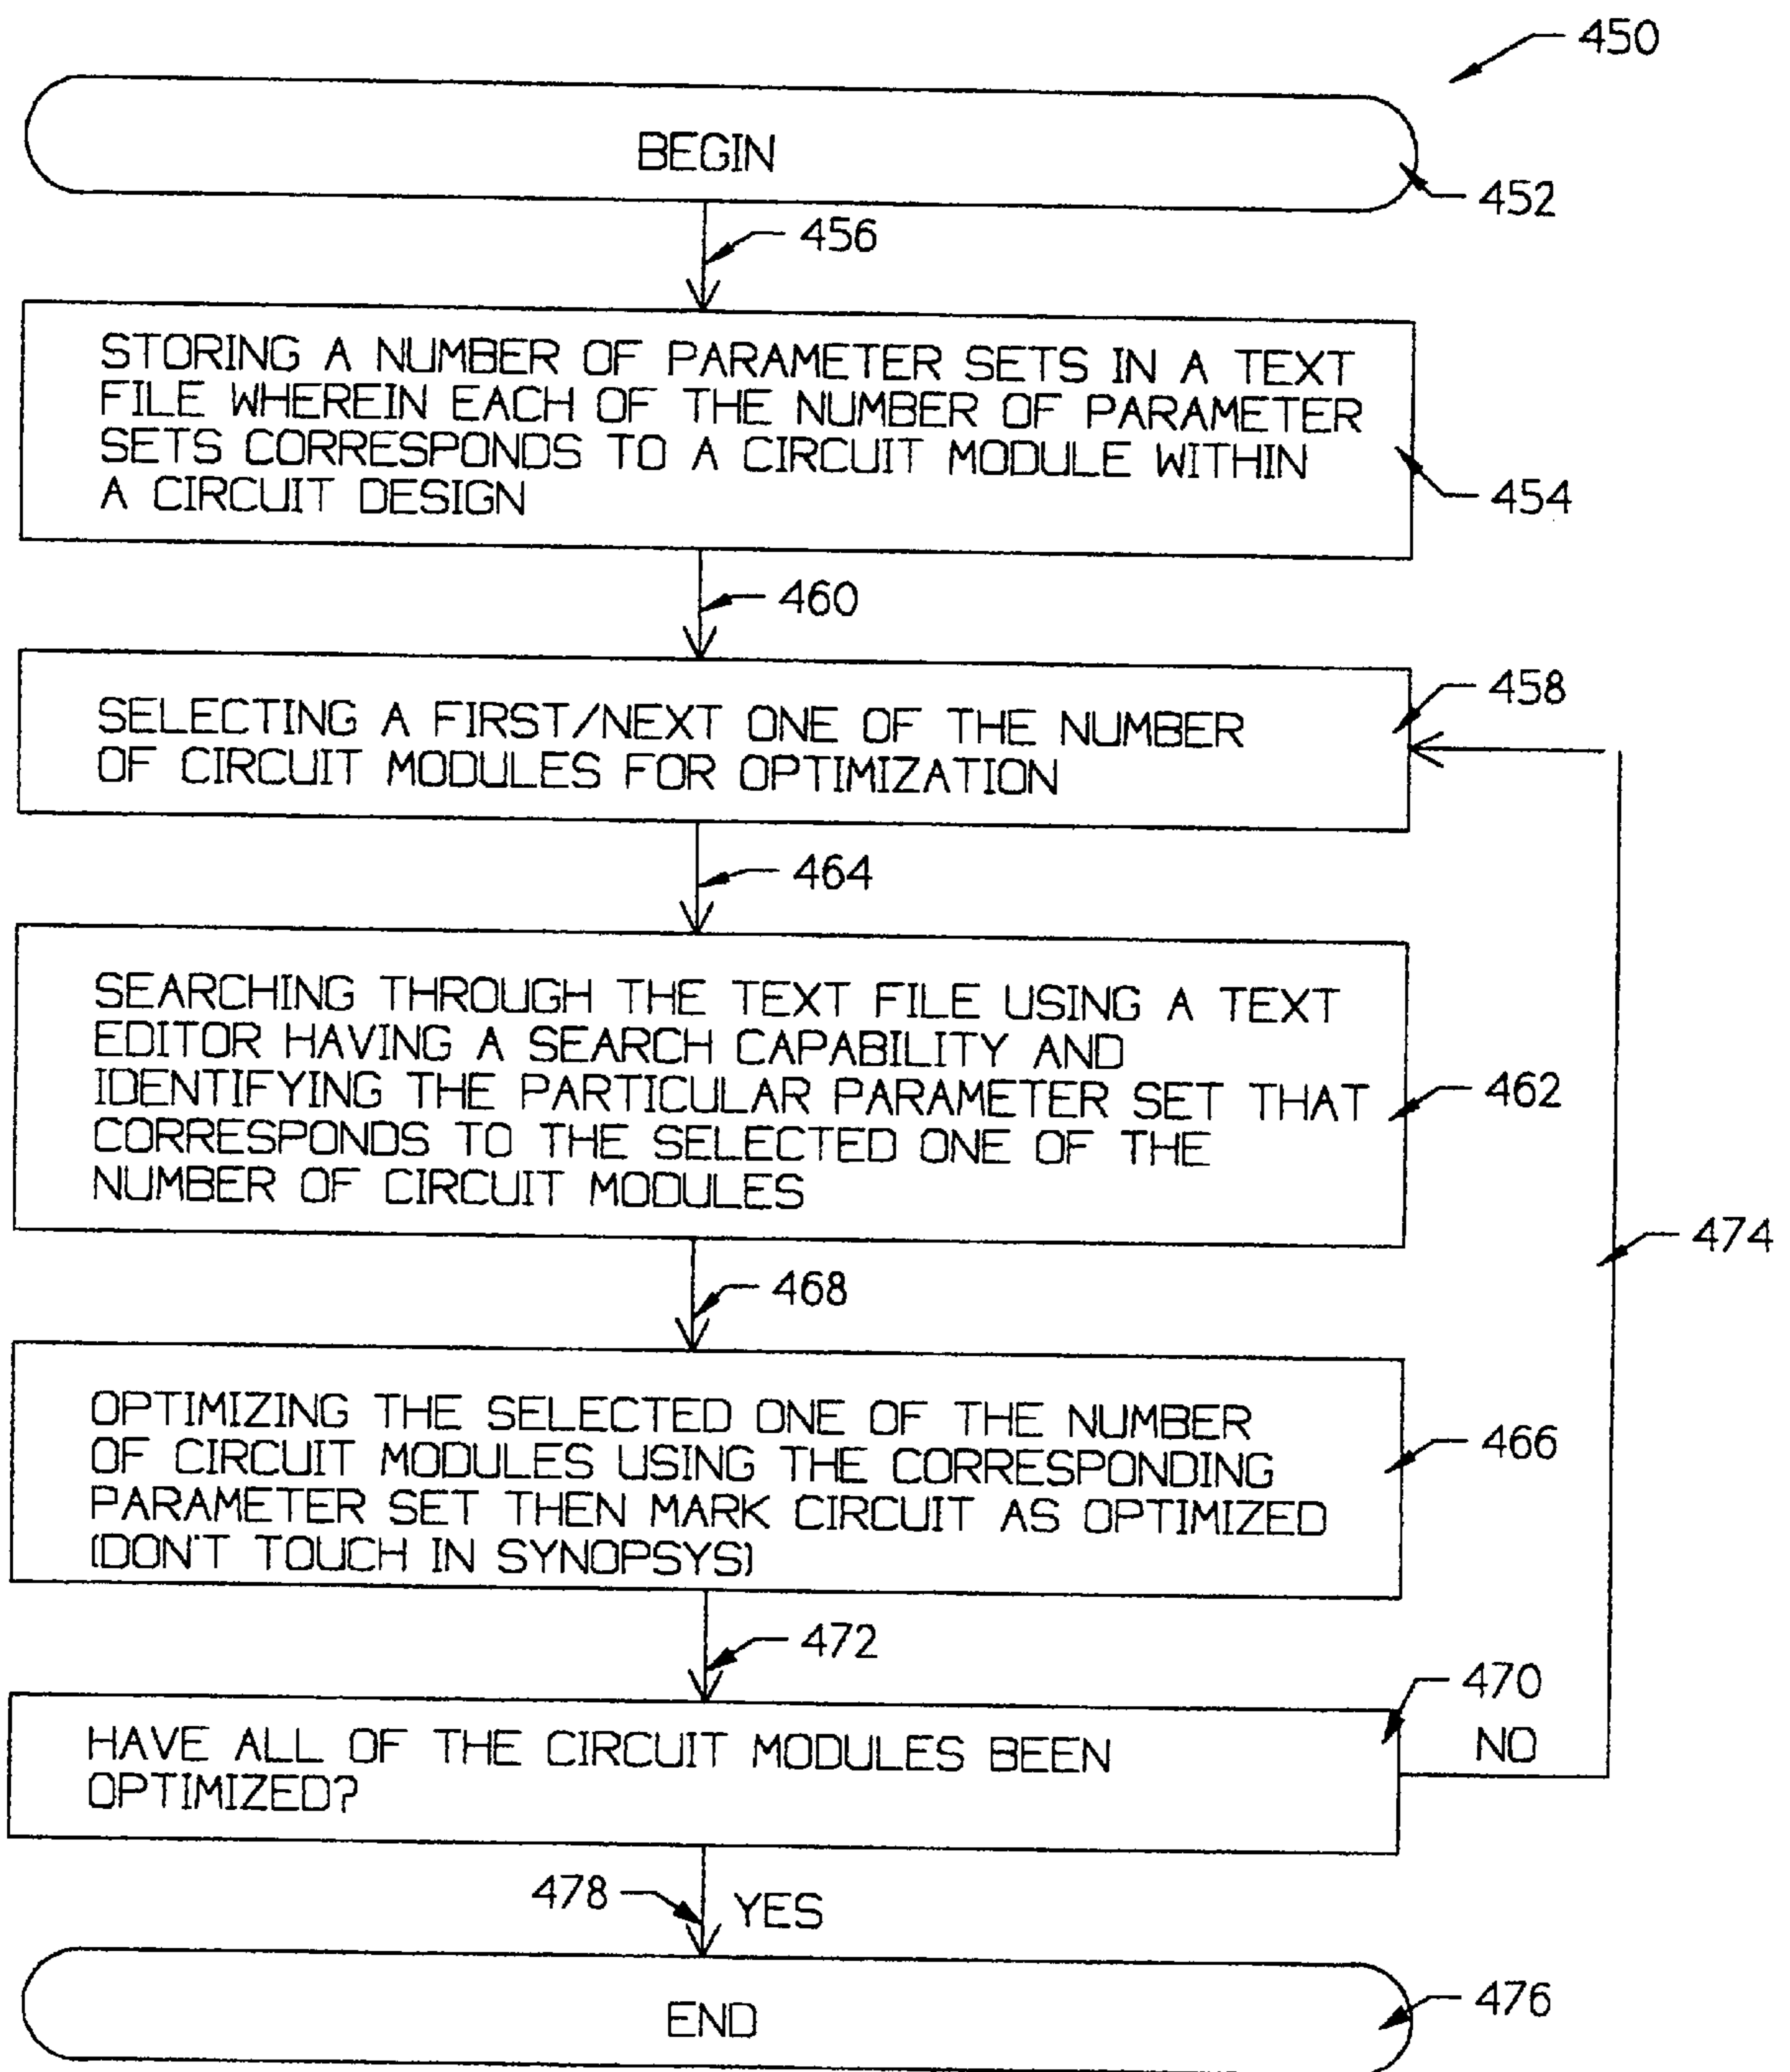 450
BEGIN
452
456
STORING A NUMBER OF PARAMETER SETS IN A TEXT
FILE WHEREIN EACH OF THE NUMBER OF PARAMETER
SETS CORRESPONDS TO A CIRCUIT MODULE WITHIN
A CIRCUIT DESIGN
454
460
458
SELECTING A FIRST/NEXT ONE OF THE NUMBER
OF CIRCUIT MODULES FOR OPTIMIZATION
464
SEARCHING THROUGH THE TEXT FILE USING A TEXT
EDITOR HAVING A SEARCH CAPABILITY AND
IDENTIFYING THE PARTICULAR PARAMETER SET THAT
CORRESPONDS TO THE SELECTED ONE OF THE
NUMBER OF CIRCUIT MODULES
462
474
468
OPTIMIZING THE SELECTED ONE OF THE NUMBER
OF CIRCUIT MODULES USING THE CORRESPONDING
PARAMETER SET THEN MARK CIRCUIT AS OPTIMIZED
(DON'T TOUCH IN SYNOPSYS)
466
472
470
HAVE ALL OF THE CIRCUIT MODULES BEEN
OPTIMIZED?
NO
478
YES
END
476